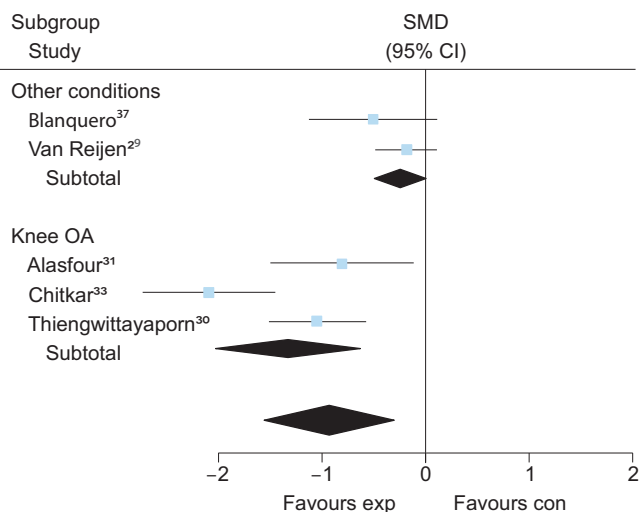 Subgroup SMD
Study (95% CI)
Other conditions
Blanquero³⁷
Van Reijen²⁹
Subtotal
Knee OA
Alasfour³¹
Chitkar³³
Thiengwittayaporn³⁰
Subtotal
−2 −1 0 1 2
Favours exp Favours con